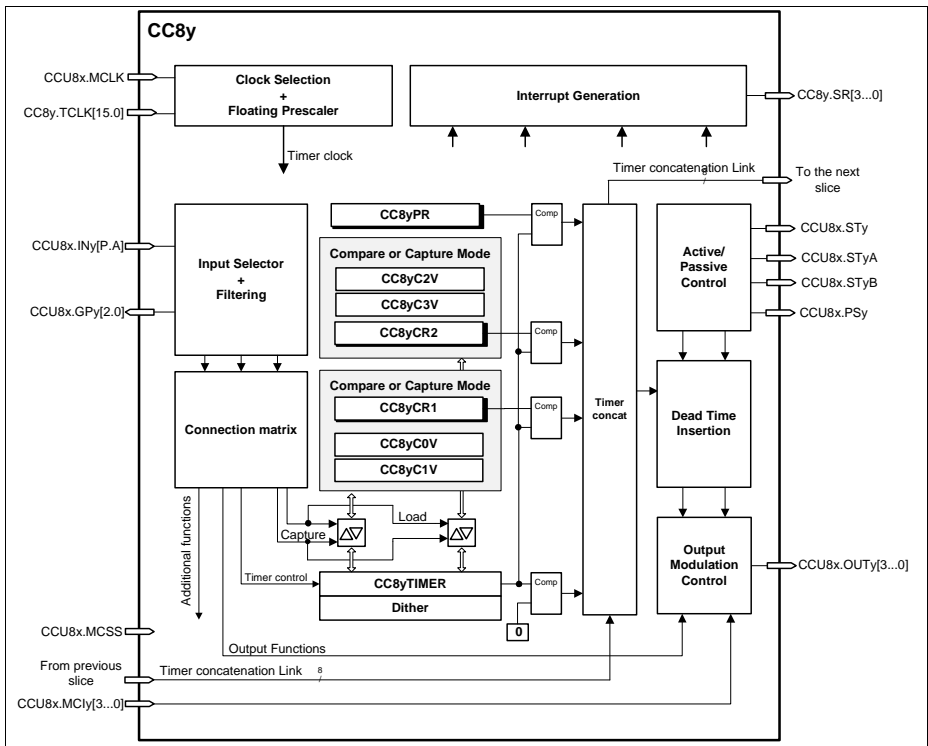 CC8y
CCU8x.MCLK
CC8y.TCLK[15.0]
Clock Selection
+
Floating Prescaler
Timer clock
Interrupt Generation
CC8y.SR[3...0]
Timer concatenation Link
8
To the next
slice
CCU8x.INy[P.A]
CCU8x.GPy[2.0]
Input Selector
+
Filtering
CC8yPR
Comp
Compare or Capture Mode
CC8yC2V
CC8yC3V
CC8yCR2
Comp
Active/
Passive
Control
CCU8x.STy
CCU8x.STyA
CCU8x.STyB
CCU8x.PSy
Connection matrix
Compare or Capture Mode
CC8yCR1
CC8yC0V
CC8yC1V
Comp
Timer
concat
Dead Time
Insertion
Additional functions
Capture
Load
Timer control
CC8yTIMER
Dither
Comp
0
Output
Modulation
Control
CCU8x.OUTy[3...0]
CCU8x.MCSS
Output Functions
From previous
slice
Timer concatenation Link
8
CCU8x.MCIy[3...0]